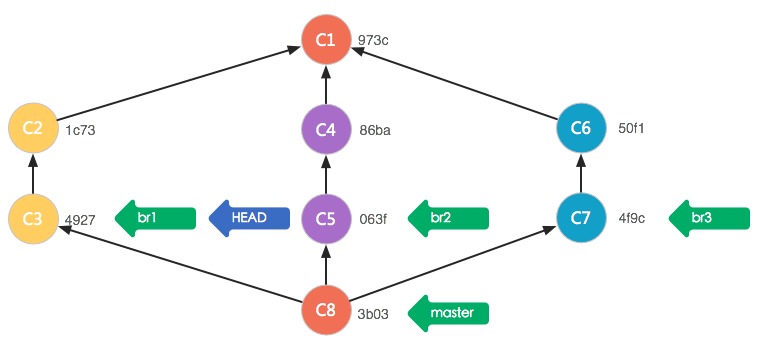 C1 973c
C2 1c73
C4 86ba
C6 50f1
C3 4927 br1 HEAD C5 063f br2 C7 4f9c br3
C8 3b03 master